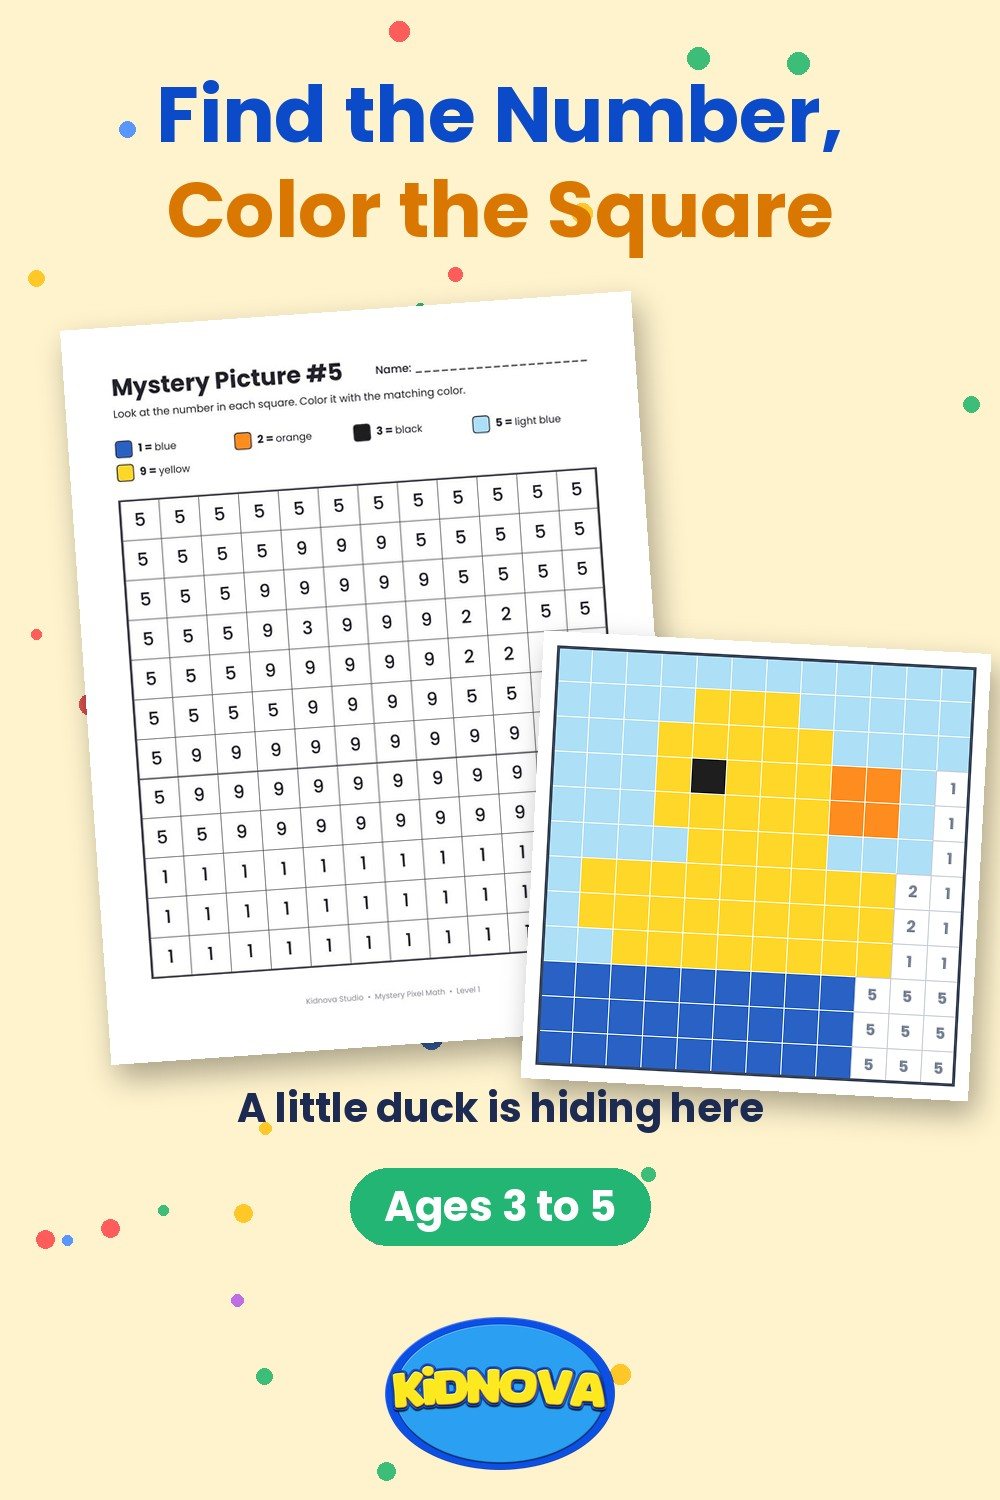 Find the Number,
Color the Square
Mystery Picture #5
Name: ____________________
Look at the number in each square. Color it with the matching color.
1 = blue
2 = orange
3 = black
5 = light blue
9 = yellow
5 5 5 5 5 5 5 5 5 5 5 5
5 5 5 5 9 9 9 5 5 5 5 5
5 5 5 9 9 9 9 9 5 5 5 5
5 5 5 9 3 9 9 9 2 2 5 5
5 5 5 9 9 9 9 9 2 2
5 5 5 5 9 9 9 9 5 5
5 9 9 9 9 9 9 9 9 9
5 9 9 9 9 9 9 9 9 9
5 5 9 9 9 9 9 9 9 9
1 1 1 1 1 1 1 1 1 1
1 1 1 1 1 1 1 1 1 1
1 1 1 1 1 1 1 1 1 1
Kidnova Studio • Mystery Pixel Math • Level 1
1
1
1
2 1
2 1
1 1
5 5 5
5 5 5
5 5 5
A little duck is hiding here
Ages 3 to 5
KiDNOVA